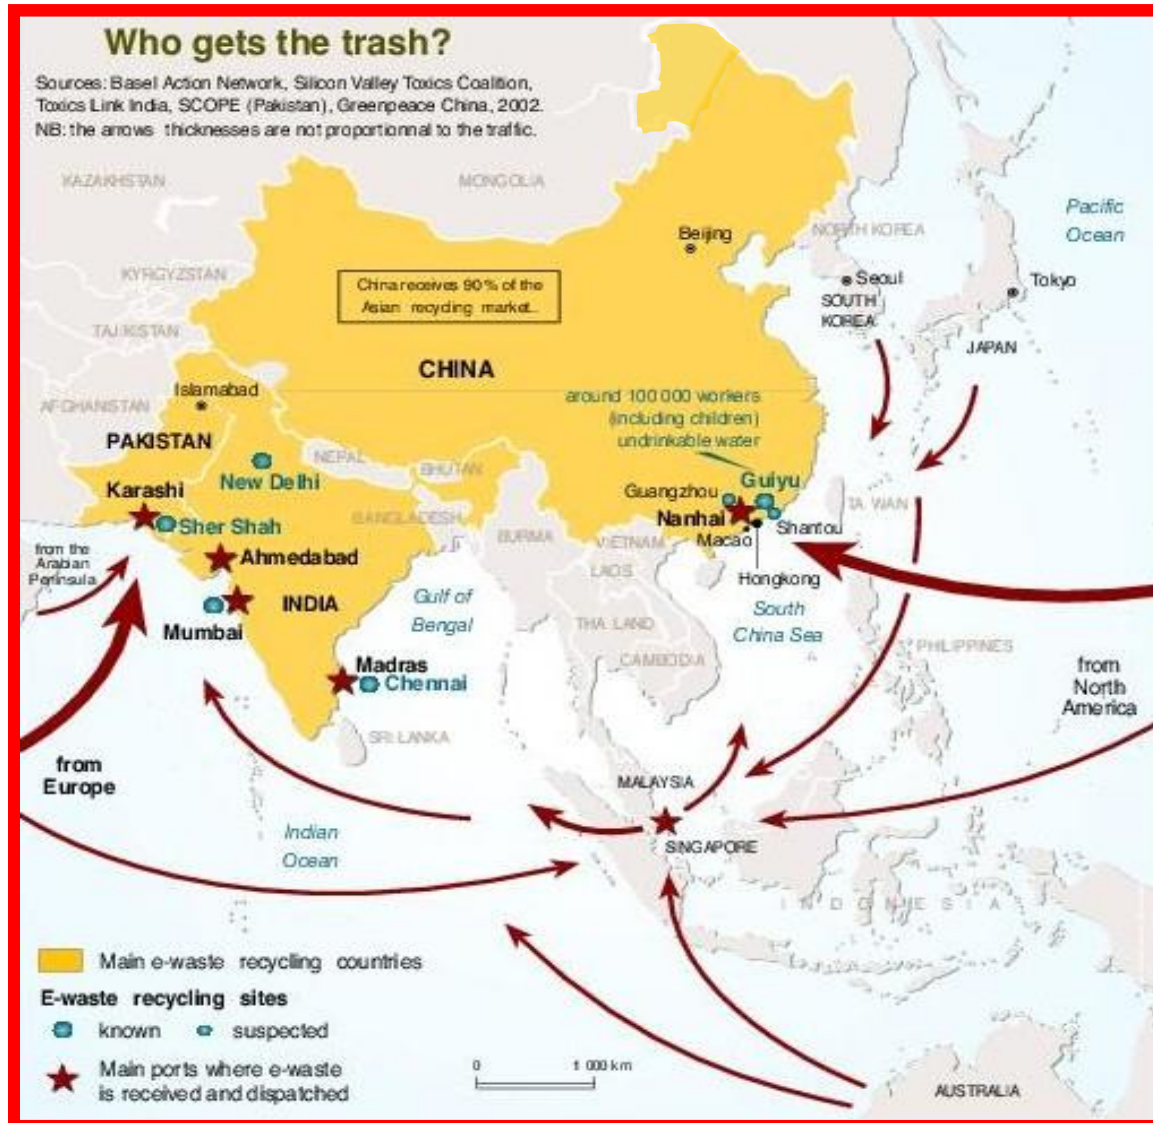 Who gets the trash?
Sources: Basel Action Network, Silicon Valley Toxics Coalition,
Toxics Link India, SCOPE (Pakistan), Greenpeace China, 2002.
NB: the arrows thicknesses are not proportionnal to the traffic.
KAZAKHSTAN
MONGOLIA
Pacific
Ocean
Beijing
NORTH KOREA
KYRGYZSTAN
China receives 90% of the
Asian recycling market..
Seoul
Tokyo
SOUTH
KOREA
TAJIKISTAN
JAPAN
CHINA
Islamabad
around 100 000 workers
(including children)
undrinkable water
AFGHANISTAN
PAKISTAN
NEPAL
BHUTAN
New Delhi
Guiyu
Karashi
Guangzhou
TAIWAN
Sher Shah
BANGLADESH
Nanhai
Shantou
BURMA
VIETNAM
Macao
from the
Arabian
Peninsula
Ahmedabad
LAOS
Hongkong
INDIA
Gulf of
Bengal
South
China Sea
Mumbai
THAILAND
PHILIPPINES
CAMBODIA
Madras
Chennai
from
North
America
SRI LANKA
from
Europe
MALAYSIA
Indian
Ocean
SINGAPORE
INDONESIA
Main e-waste recycling countries
E-waste recycling sites
known suspected
Main ports where e-waste
is received and dispatched
0 1 000 km
AUSTRALIA